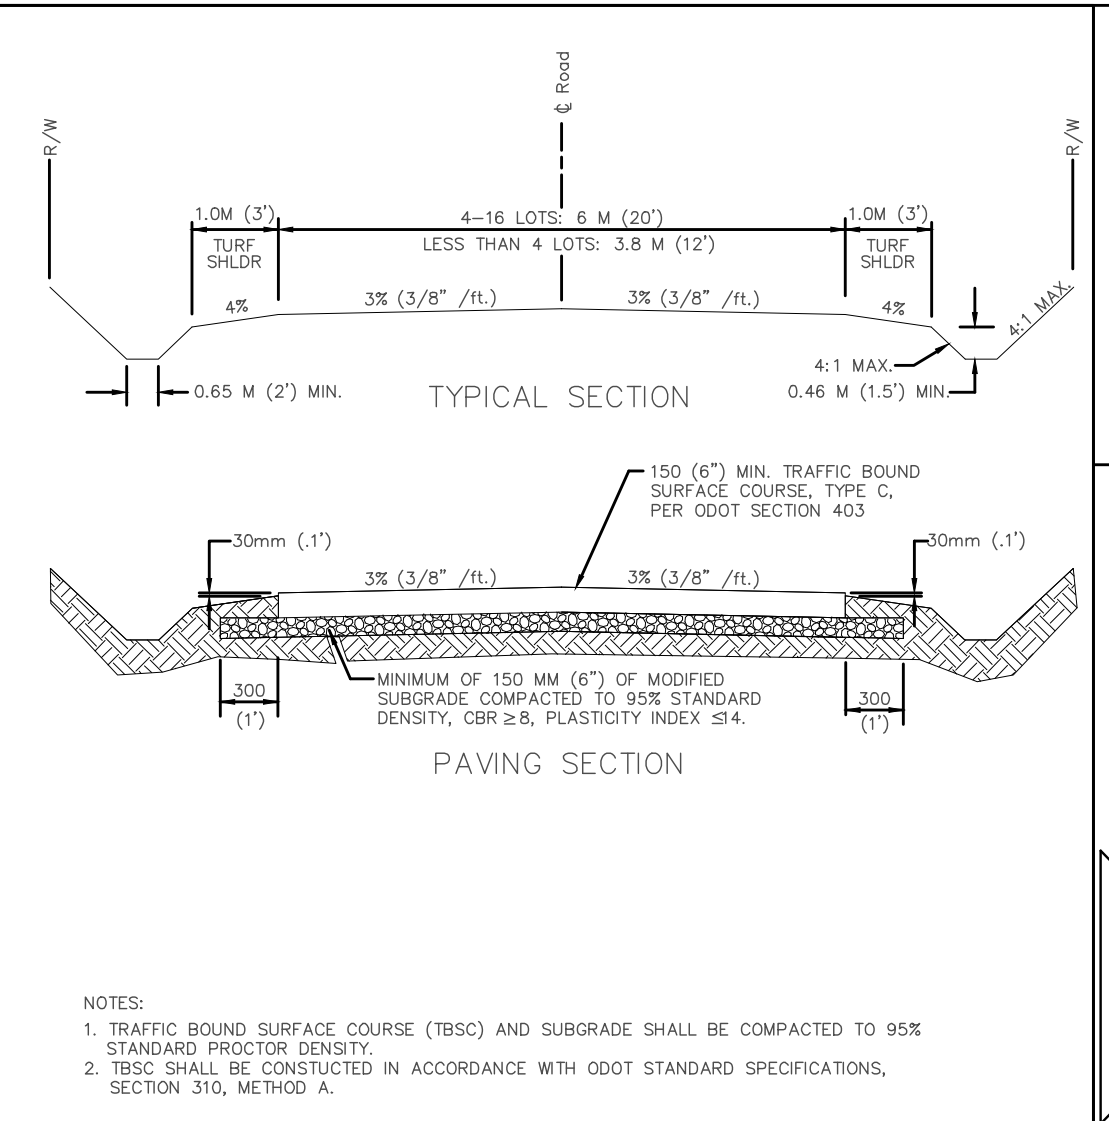 ℄ Road
R/W
R/W
1.0M (3')
4-16 LOTS: 6 M (20')
1.0M (3')
TURF
SHLDR
LESS THAN 4 LOTS: 3.8 M (12')
TURF
SHLDR
4%
3% (3/8" /ft.)
3% (3/8" /ft.)
4%
4:1 MAX.
4:1 MAX.
0.65 M (2') MIN.
TYPICAL SECTION
0.46 M (1.5') MIN.
150 (6") MIN. TRAFFIC BOUND
SURFACE COURSE, TYPE C,
PER ODOT SECTION 403
30mm (.1')
30mm (.1')
3% (3/8" /ft.)
3% (3/8" /ft.)
MINIMUM OF 150 MM (6") OF MODIFIED
SUBGRADE COMPACTED TO 95% STANDARD
DENSITY, CBR ≥8, PLASTICITY INDEX ≤14.
300
(1')
300
(1')
PAVING SECTION
NOTES:
1. TRAFFIC BOUND SURFACE COURSE (TBSC) AND SUBGRADE SHALL BE COMPACTED TO 95%
STANDARD PROCTOR DENSITY.
2. TBSC SHALL BE CONSTUCTED IN ACCORDANCE WITH ODOT STANDARD SPECIFICATIONS,
SECTION 310, METHOD A.